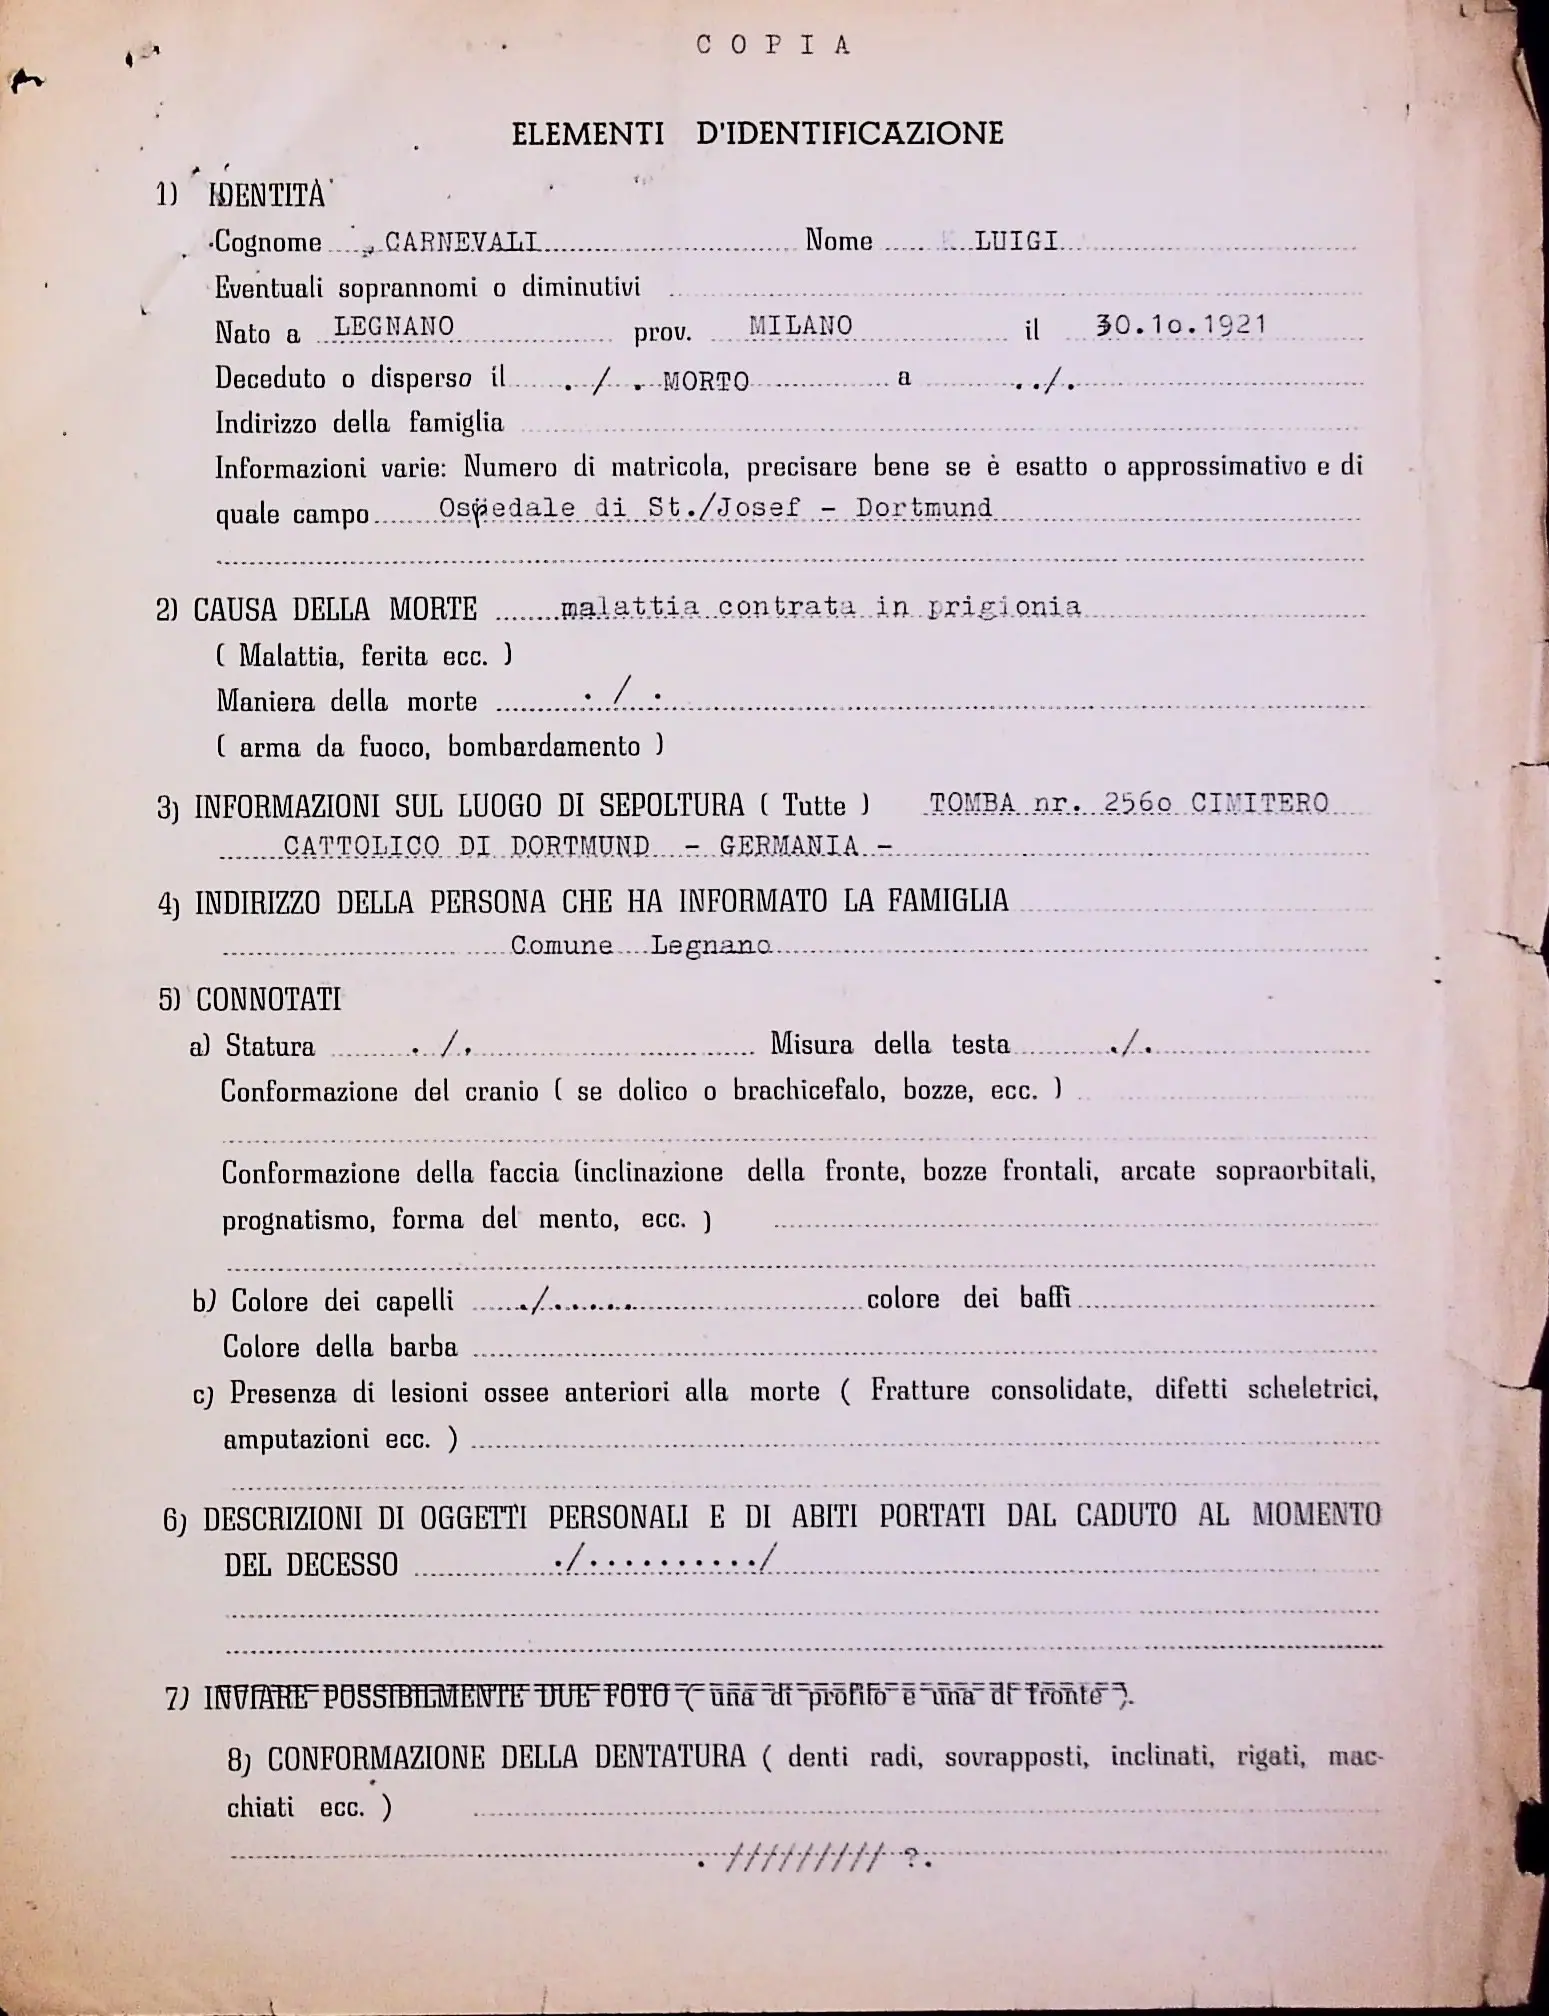 COPIA
ELEMENTI D'IDENTIFICAZIONE
1) IDENTITÀ
Cognome CARNEVALI Nome LUIGI
Eventuali soprannomi o diminutivi
Nato a LEGNANO prov. MILANO il 30.1o.1921
Deceduto o disperso il . / . MORTO a . . / .
Indirizzo della famiglia
Informazioni varie: Numero di matricola, precisare bene se è esatto o approssimativo e di
quale campo Ospedale di St./Josef - Dortmund
2) CAUSA DELLA MORTE malattia contrata in prigionia
( Malattia, ferita ecc. )
Maniera della morte . / .
( arma da fuoco, bombardamento )
3) INFORMAZIONI SUL LUOGO DI SEPOLTURA ( Tutte ) TOMBA nr. 256o CIMITERO
CATTOLICO DI DORTMUND - GERMANIA -
4) INDIRIZZO DELLA PERSONA CHE HA INFORMATO LA FAMIGLIA
Comune Legnano
5) CONNOTATI
a) Statura . / . Misura della testa . / .
Conformazione del cranio ( se dolico o brachicefalo, bozze, ecc. )
Conformazione della faccia (inclinazione della fronte, bozze frontali, arcate sopraorbitali,
prognatismo, forma del mento, ecc. )
b) Colore dei capelli ./....... colore dei baffi
Colore della barba
c) Presenza di lesioni ossee anteriori alla morte ( Fratture consolidate, difetti scheletrici,
amputazioni ecc. )
6) DESCRIZIONI DI OGGETTI PERSONALI E DI ABITI PORTATI DAL CADUTO AL MOMENTO
DEL DECESSO ./........../
7) INVIARE POSSIBILMENTE DUE FOTO ( una di profilo e una di fronte ).
8) CONFORMAZIONE DELLA DENTATURA ( denti radi, sovrapposti, inclinati, rigati, mac-
chiati ecc. )
. ///////// ?.